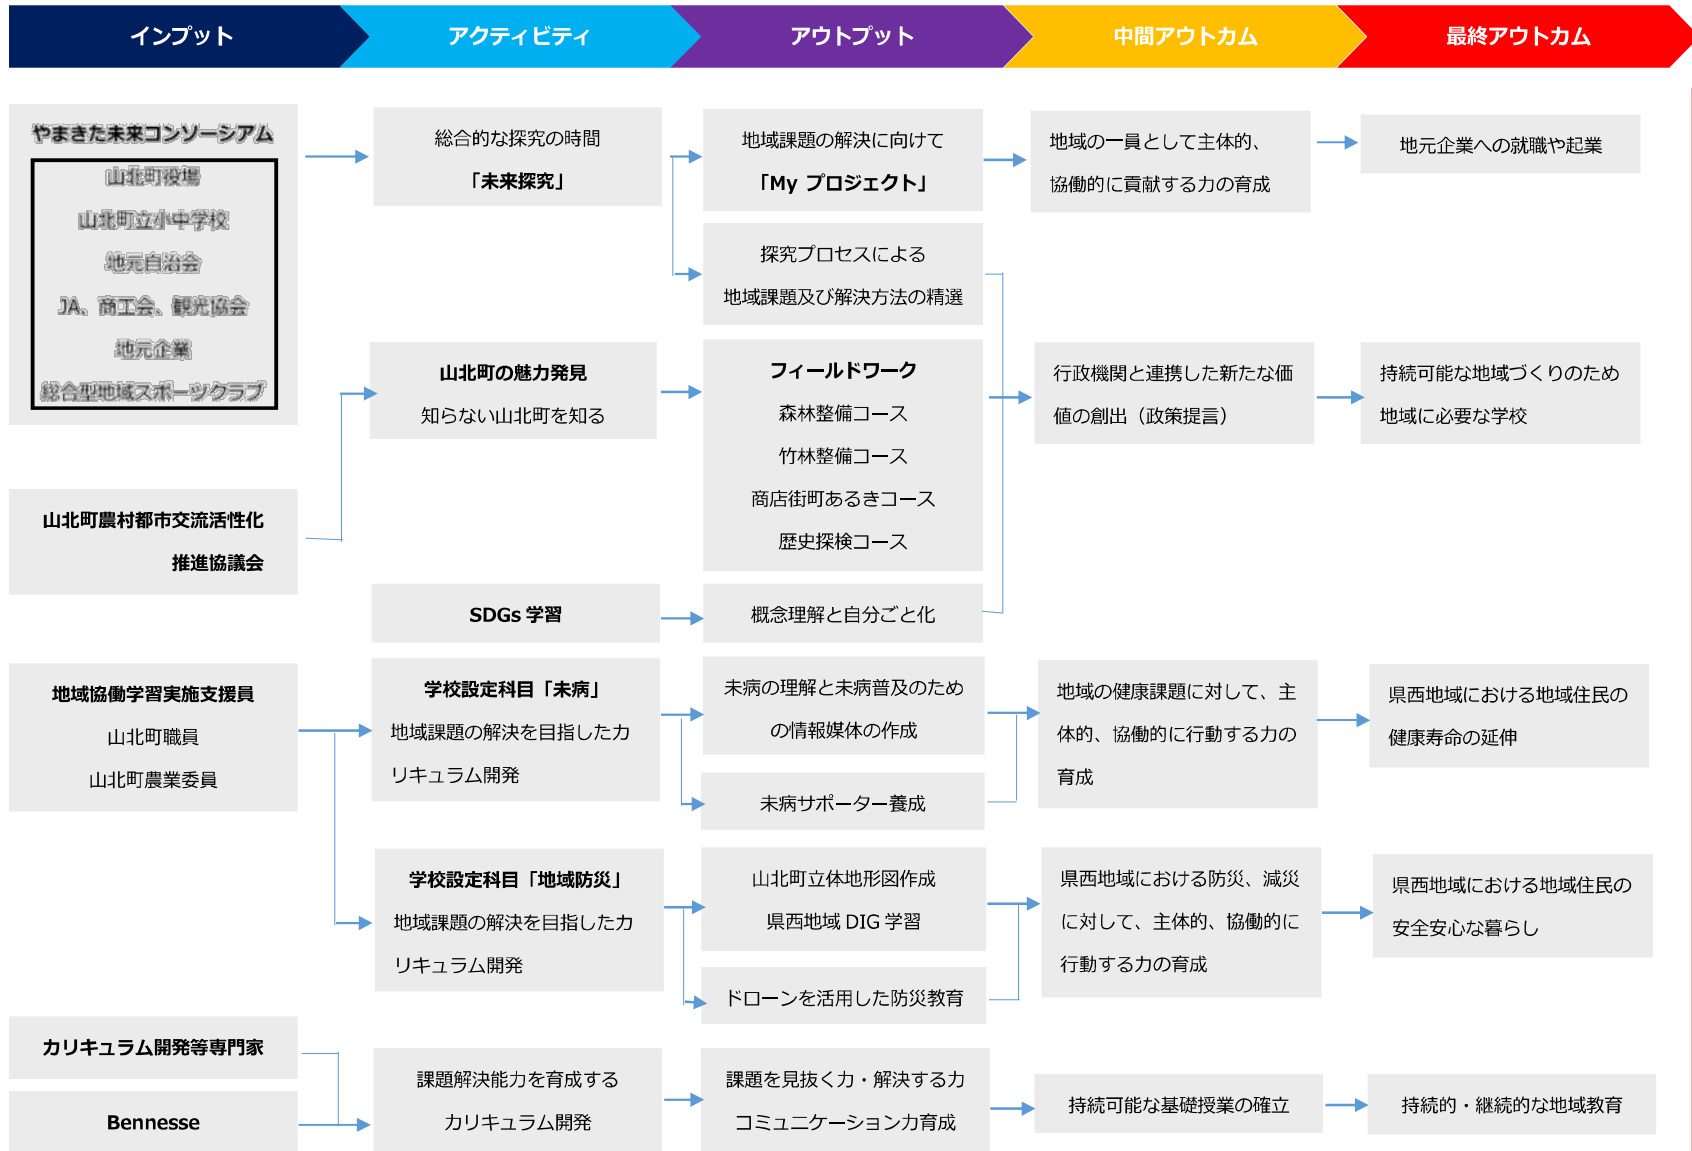 インプット
アクティビティ
アウトプット
中間アウトカム
最終アウトカム
やまきた未来コンソーシアム
山北町役場
山北町立小中学校
地元自治会
JA、商工会、観光協会
地元企業
総合型地域スポーツクラブ
山北町農村都市交流活性化
推進協議会
地域協働学習実施支援員
山北町職員
山北町農業委員
カリキュラム開発等専門家
Bennesse
総合的な探究の時間
「未来探究」
山北町の魅力発見
知らない山北町を知る
SDGs 学習
学校設定科目「未病」
地域課題の解決を目指したカ
リキュラム開発
学校設定科目「地域防災」
地域課題の解決を目指したカ
リキュラム開発
課題解決能力を育成する
カリキュラム開発
地域課題の解決に向けて
「My プロジェクト」
探究プロセスによる
地域課題及び解決方法の精選
フィールドワーク
森林整備コース
竹林整備コース
商店街町あるきコース
歴史探検コース
概念理解と自分ごと化
未病の理解と未病普及のため
の情報媒体の作成
未病サポーター養成
山北町立体地形図作成
県西地域 DIG 学習
ドローンを活用した防災教育
課題を見抜く力・解決する力
コミュニケーション力育成
地域の一員として主体的、
協働的に貢献する力の育成
行政機関と連携した新たな価
値の創出（政策提言）
地域の健康課題に対して、主
体的、協働的に行動する力の
育成
県西地域における防災、減災
に対して、主体的、協働的に
行動する力の育成
持続可能な基礎授業の確立
地元企業への就職や起業
持続可能な地域づくりのため
地域に必要な学校
県西地域における地域住民の
健康寿命の延伸
県西地域における地域住民の
安全安心な暮らし
持続的・継続的な地域教育